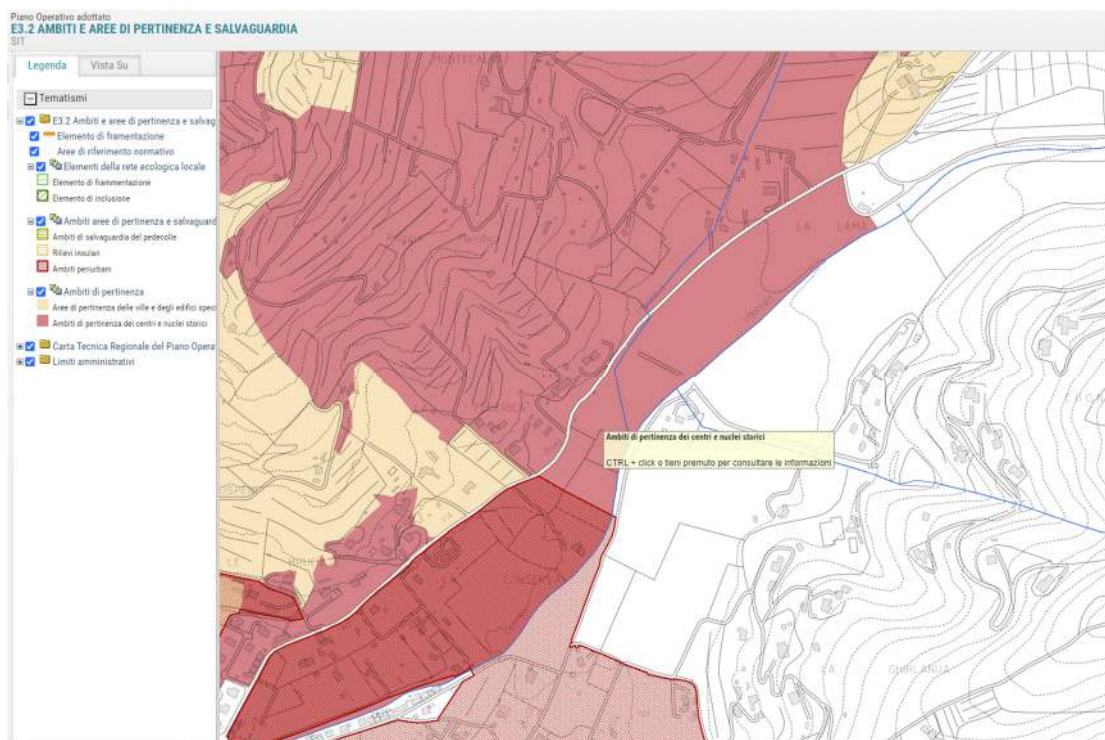 Piano Operativo adottato
E3.2 AMBITI E AREE DI PERTINENZA E SALVAGUARDIA
SIT
Legenda
Vista Su
Tematismi
E3.2 Ambiti e aree di pertinenza e salvag
Elemento di framentazione
Aree di riferimento normativo
Elementi della rete ecologica locale
Elemento di frammentazione
Elemento di inclusione
Ambiti aree di pertinenza e salvaguard
Ambiti di salvaguardia del pedecolle
Rilievi insulari
Ambiti periurbani
Ambiti di pertinenza
Aree di pertinenza delle ville e degli edifici spec
Ambiti di pertinenza dei centri e nuclei storici
Carta Tecnica Regionale del Piano Opera
Limiti amministrativi
LA LAMA
Ambiti di pertinenza dei centri e nuclei storici
CTRL + click o tieni premuto per consultare le informazioni
LA CONSERVA